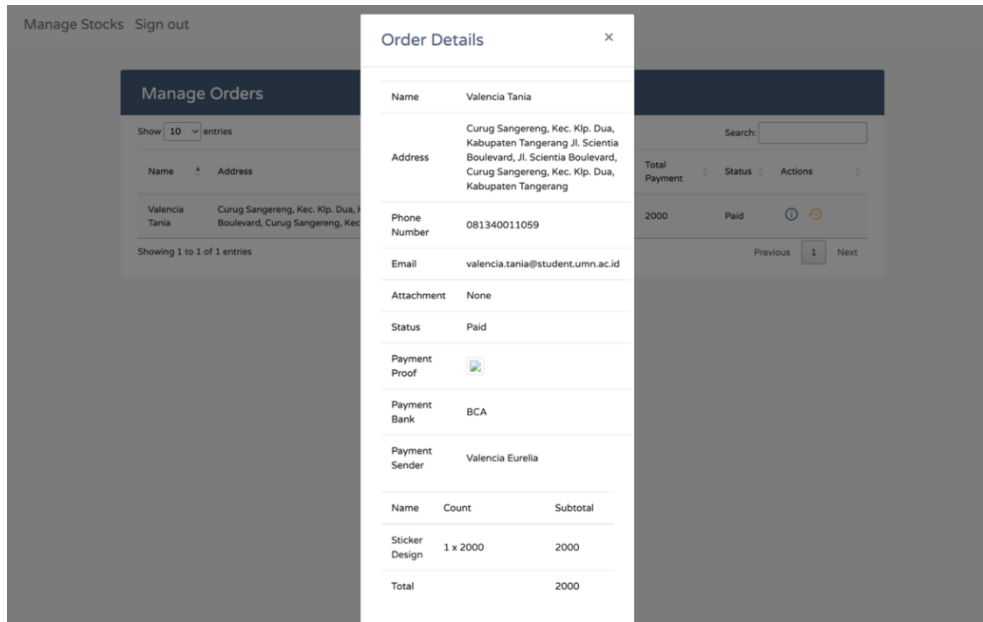 Manage Stocks Sign out
Order Details ×
Name Valencia Tania
Address Curug Sangereng, Kec. Klp. Dua,
Kabupaten Tangerang Jl. Scientia
Boulevard, Jl. Scientia Boulevard,
Curug Sangereng, Kec. Klp. Dua,
Kabupaten Tangerang
Phone
Number
081340011059
Email valencia.tania@student.umn.ac.id
Attachment None
Status Paid
Payment
Proof
Payment
Bank
BCA
Payment
Sender
Valencia Eurelia
Name Count Subtotal
Sticker
Design
1 x 2000 2000
Total 2000
Manage Orders
Show 10 entries
Search:
Name Address Total
Payment
Status Actions
Valencia
Tania
Curug Sangereng, Kec. Klp. Dua,
Boulevard, Curug Sangereng, Kec
2000 Paid
Showing 1 to 1 of 1 entries
Previous 1 Next